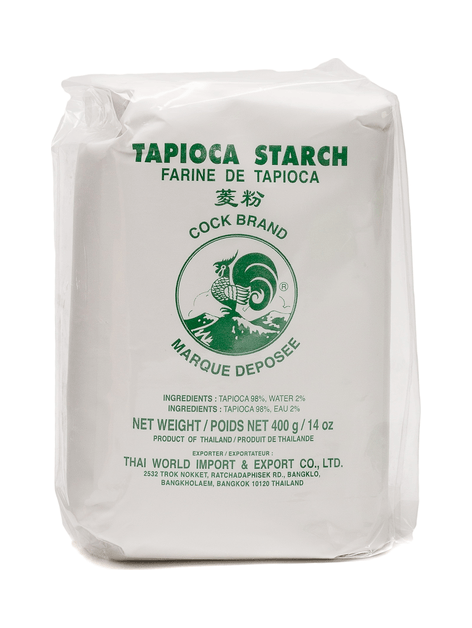 TAPIOCA STARCH
FARINE DE TAPIOCA
菱粉
COCK BRAND
®
MARQUE DEPOSEE
INGREDIENTS : TAPIOCA 98%, WATER 2%
INGREDIENTS : TAPIOCA 98%, EAU 2%
NET WEIGHT / POIDS NET 400 g / 14 oz
PRODUCT OF THAILAND / PRODUIT DE THAILANDE
EXPORTER / EXPORTATEUR :
THAI WORLD IMPORT & EXPORT CO., LTD.
2532 TROK NOKKET, RATCHADAPHISEK RD., BANGKLO,
BANGKHOLAEM, BANGKOK 10120 THAILAND